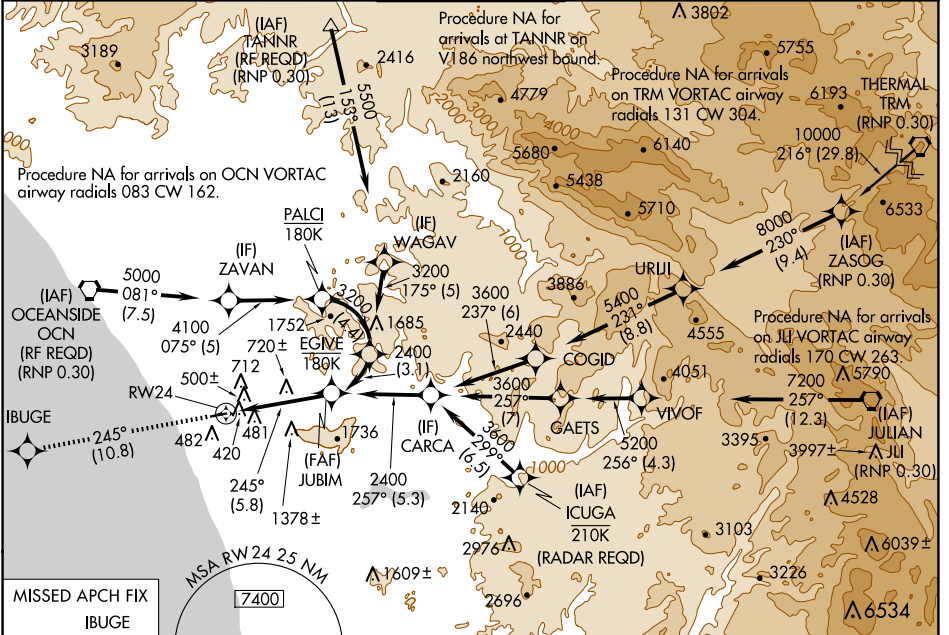 (IAF)
TANNR
(RF REQD)
(RNP 0.30)
3189
2416
5500
153°
(13)
Procedure NA for
arrivals at TANNR on
V186 northwest bound.
3802
5755
4779
4000
Procedure NA for arrivals
on TRM VORTAC airway
radials 131 CW 304.
6193
THERMAL
TRM
(RNP 0.30)
10000
216° (29.8)
1000
2000
5680
6140
5438
5710
2160
6533
Procedure NA for arrivals on OCN VORTAC
airway radials 083 CW 162.
PALCI
180K
(IF)
WAGAV
3200
175° (5)
(IF)
ZAVAN
8000
230°
(9.4)
(IAF)
ZASOG
(RNP 0.30)
5000
081°
(7.5)
(IAF)
OCEANSIDE
OCN
(RF REQD)
(RNP 0.30)
4100
075° (5)
3200
(4.4)
1752
1685
EGIVE
180K
2400
(3.1)
3600
237° (6)
3886
2440
URIJI
5400
231°
(8.8)
4555
COGID
Procedure NA for arrivals
on JLI VORTAC airway
radials 170 CW 263.
5790
712
720±
500±
RW24
IBUGE
245°
(10.8)
482
420
481
245°
(5.8)
1378±
1736
(FAF)
JUBIM
(IF)
CARCA
2400
257° (5.3)
3600
257°
(7)
GAETS
4051
VIVOF
5200
256° (4.3)
7200
257°
(12.3)
(IAF)
JULIAN
JLI
(RNP 0.30)
3395
3997±
3600
299°
(6.5)
1000
(IAF)
ICUGA
210K
(RADAR REQD)
2140
2976
2696
4528
3103
6039±
3226
6534
1609±
MSA RW24 25 NM
7400
MISSED APCH FIX
IBUGE